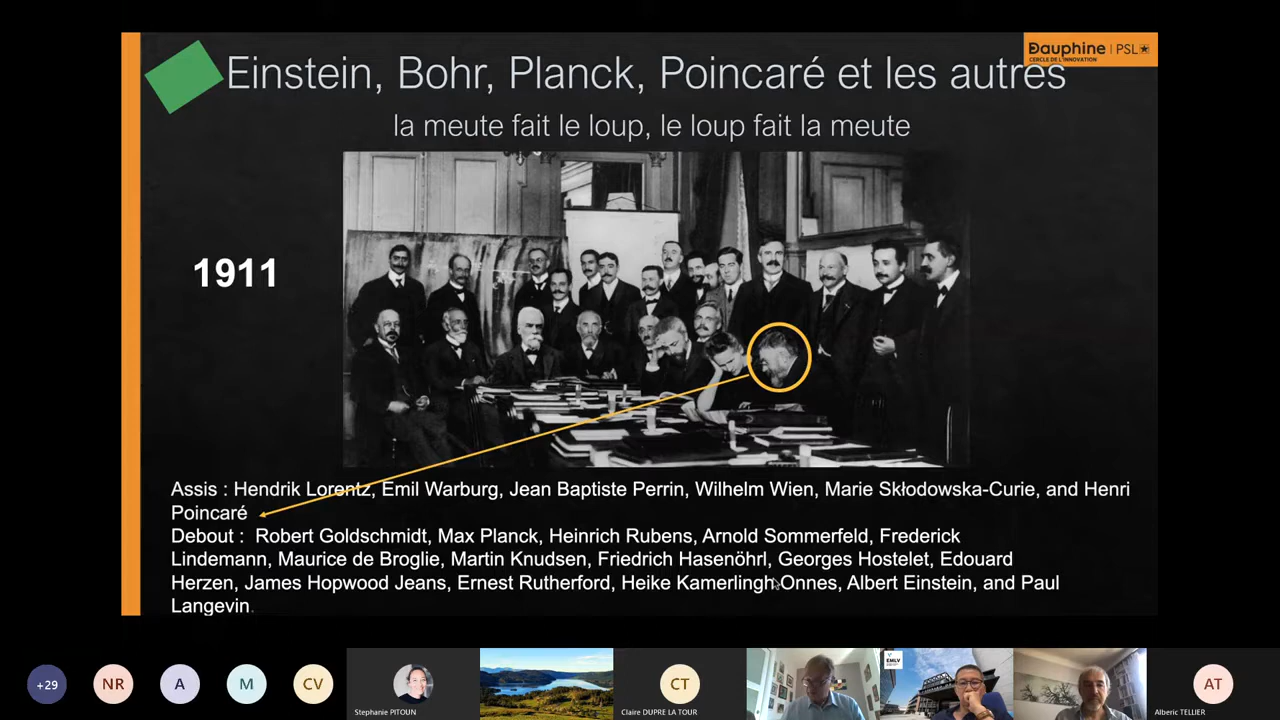 Dauphine | PSL
CERCLE DE L'INNOVATION
Einstein, Bohr, Planck, Poincaré et les autres
la meute fait le loup, le loup fait la meute
1911
Assis : Hendrik Lorentz, Emil Warburg, Jean Baptiste Perrin, Wilhelm Wien, Marie Skłodowska-Curie, and Henri
Poincaré
Debout : Robert Goldschmidt, Max Planck, Heinrich Rubens, Arnold Sommerfeld, Frederick
Lindemann, Maurice de Broglie, Martin Knudsen, Friedrich Hasenöhrl, Georges Hostelet, Edouard
Herzen, James Hopwood Jeans, Ernest Rutherford, Heike Kamerlingh Onnes, Albert Einstein, and Paul
Langevin.
+29
NR
A
M
CV
Stephanie PITOUN
CT
Claire DUPRE LA TOUR
EMLV
AT
Alberic TELLIER